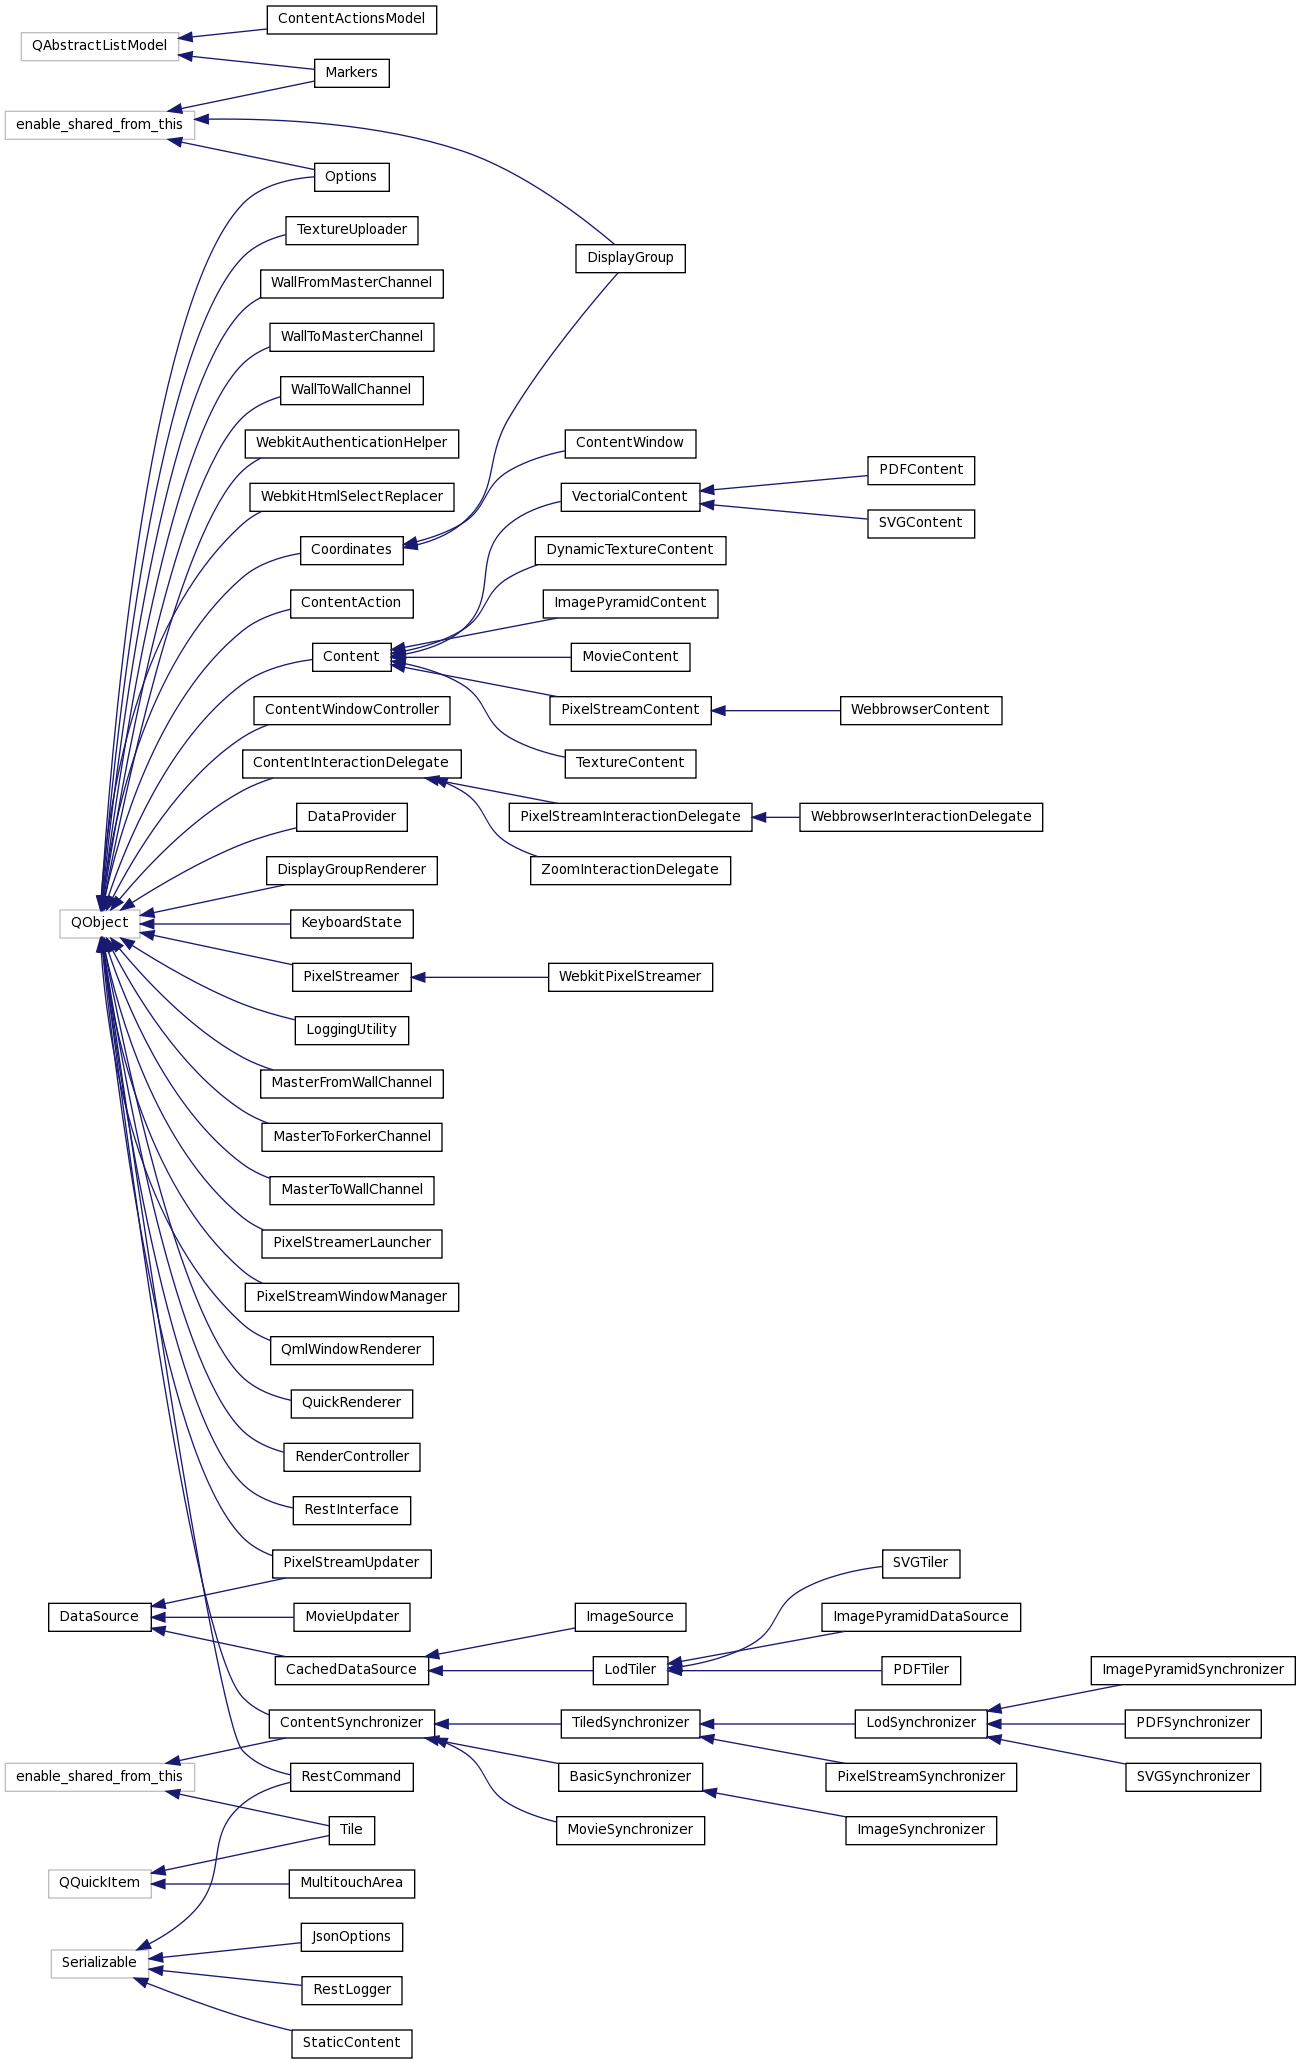 ContentActionsModel
QAbstractListModel
Markers
enable_shared_from_this
Options
TextureUploader
DisplayGroup
WallFromMasterChannel
WallToMasterChannel
WallToWallChannel
WebkitAuthenticationHelper
ContentWindow
PDFContent
WebkitHtmlSelectReplacer
VectorialContent
SVGContent
Coordinates
DynamicTextureContent
ContentAction
ImagePyramidContent
Content
MovieContent
ContentWindowController
PixelStreamContent
WebbrowserContent
ContentInteractionDelegate
TextureContent
DataProvider
PixelStreamInteractionDelegate
WebbrowserInteractionDelegate
DisplayGroupRenderer
ZoomInteractionDelegate
QObject
KeyboardState
PixelStreamer
WebkitPixelStreamer
LoggingUtility
MasterFromWallChannel
MasterToForkerChannel
MasterToWallChannel
PixelStreamerLauncher
PixelStreamWindowManager
QmlWindowRenderer
QuickRenderer
RenderController
RestInterface
PixelStreamUpdater
SVGTiler
DataSource
MovieUpdater
ImageSource
ImagePyramidDataSource
CachedDataSource
LodTiler
PDFTiler
ImagePyramidSynchronizer
ContentSynchronizer
TiledSynchronizer
LodSynchronizer
PDFSynchronizer
enable_shared_from_this
RestCommand
BasicSynchronizer
PixelStreamSynchronizer
SVGSynchronizer
Tile
MovieSynchronizer
ImageSynchronizer
QQuickItem
MultitouchArea
JsonOptions
Serializable
RestLogger
StaticContent